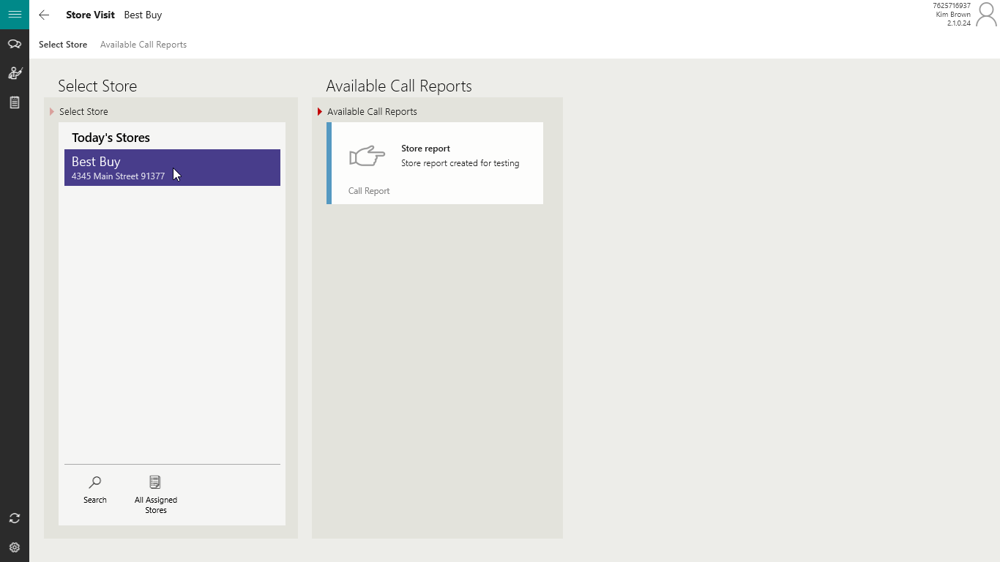 Store Visit Best Buy
7625716937
Kim Brown
2.1.0.24
Select Store Available Call Reports
Select Store
Select Store
Today's Stores
Best Buy
4345 Main Street 91377
Search
All Assigned
Stores
Available Call Reports
Available Call Reports
Store report
Store report created for testing
Call Report